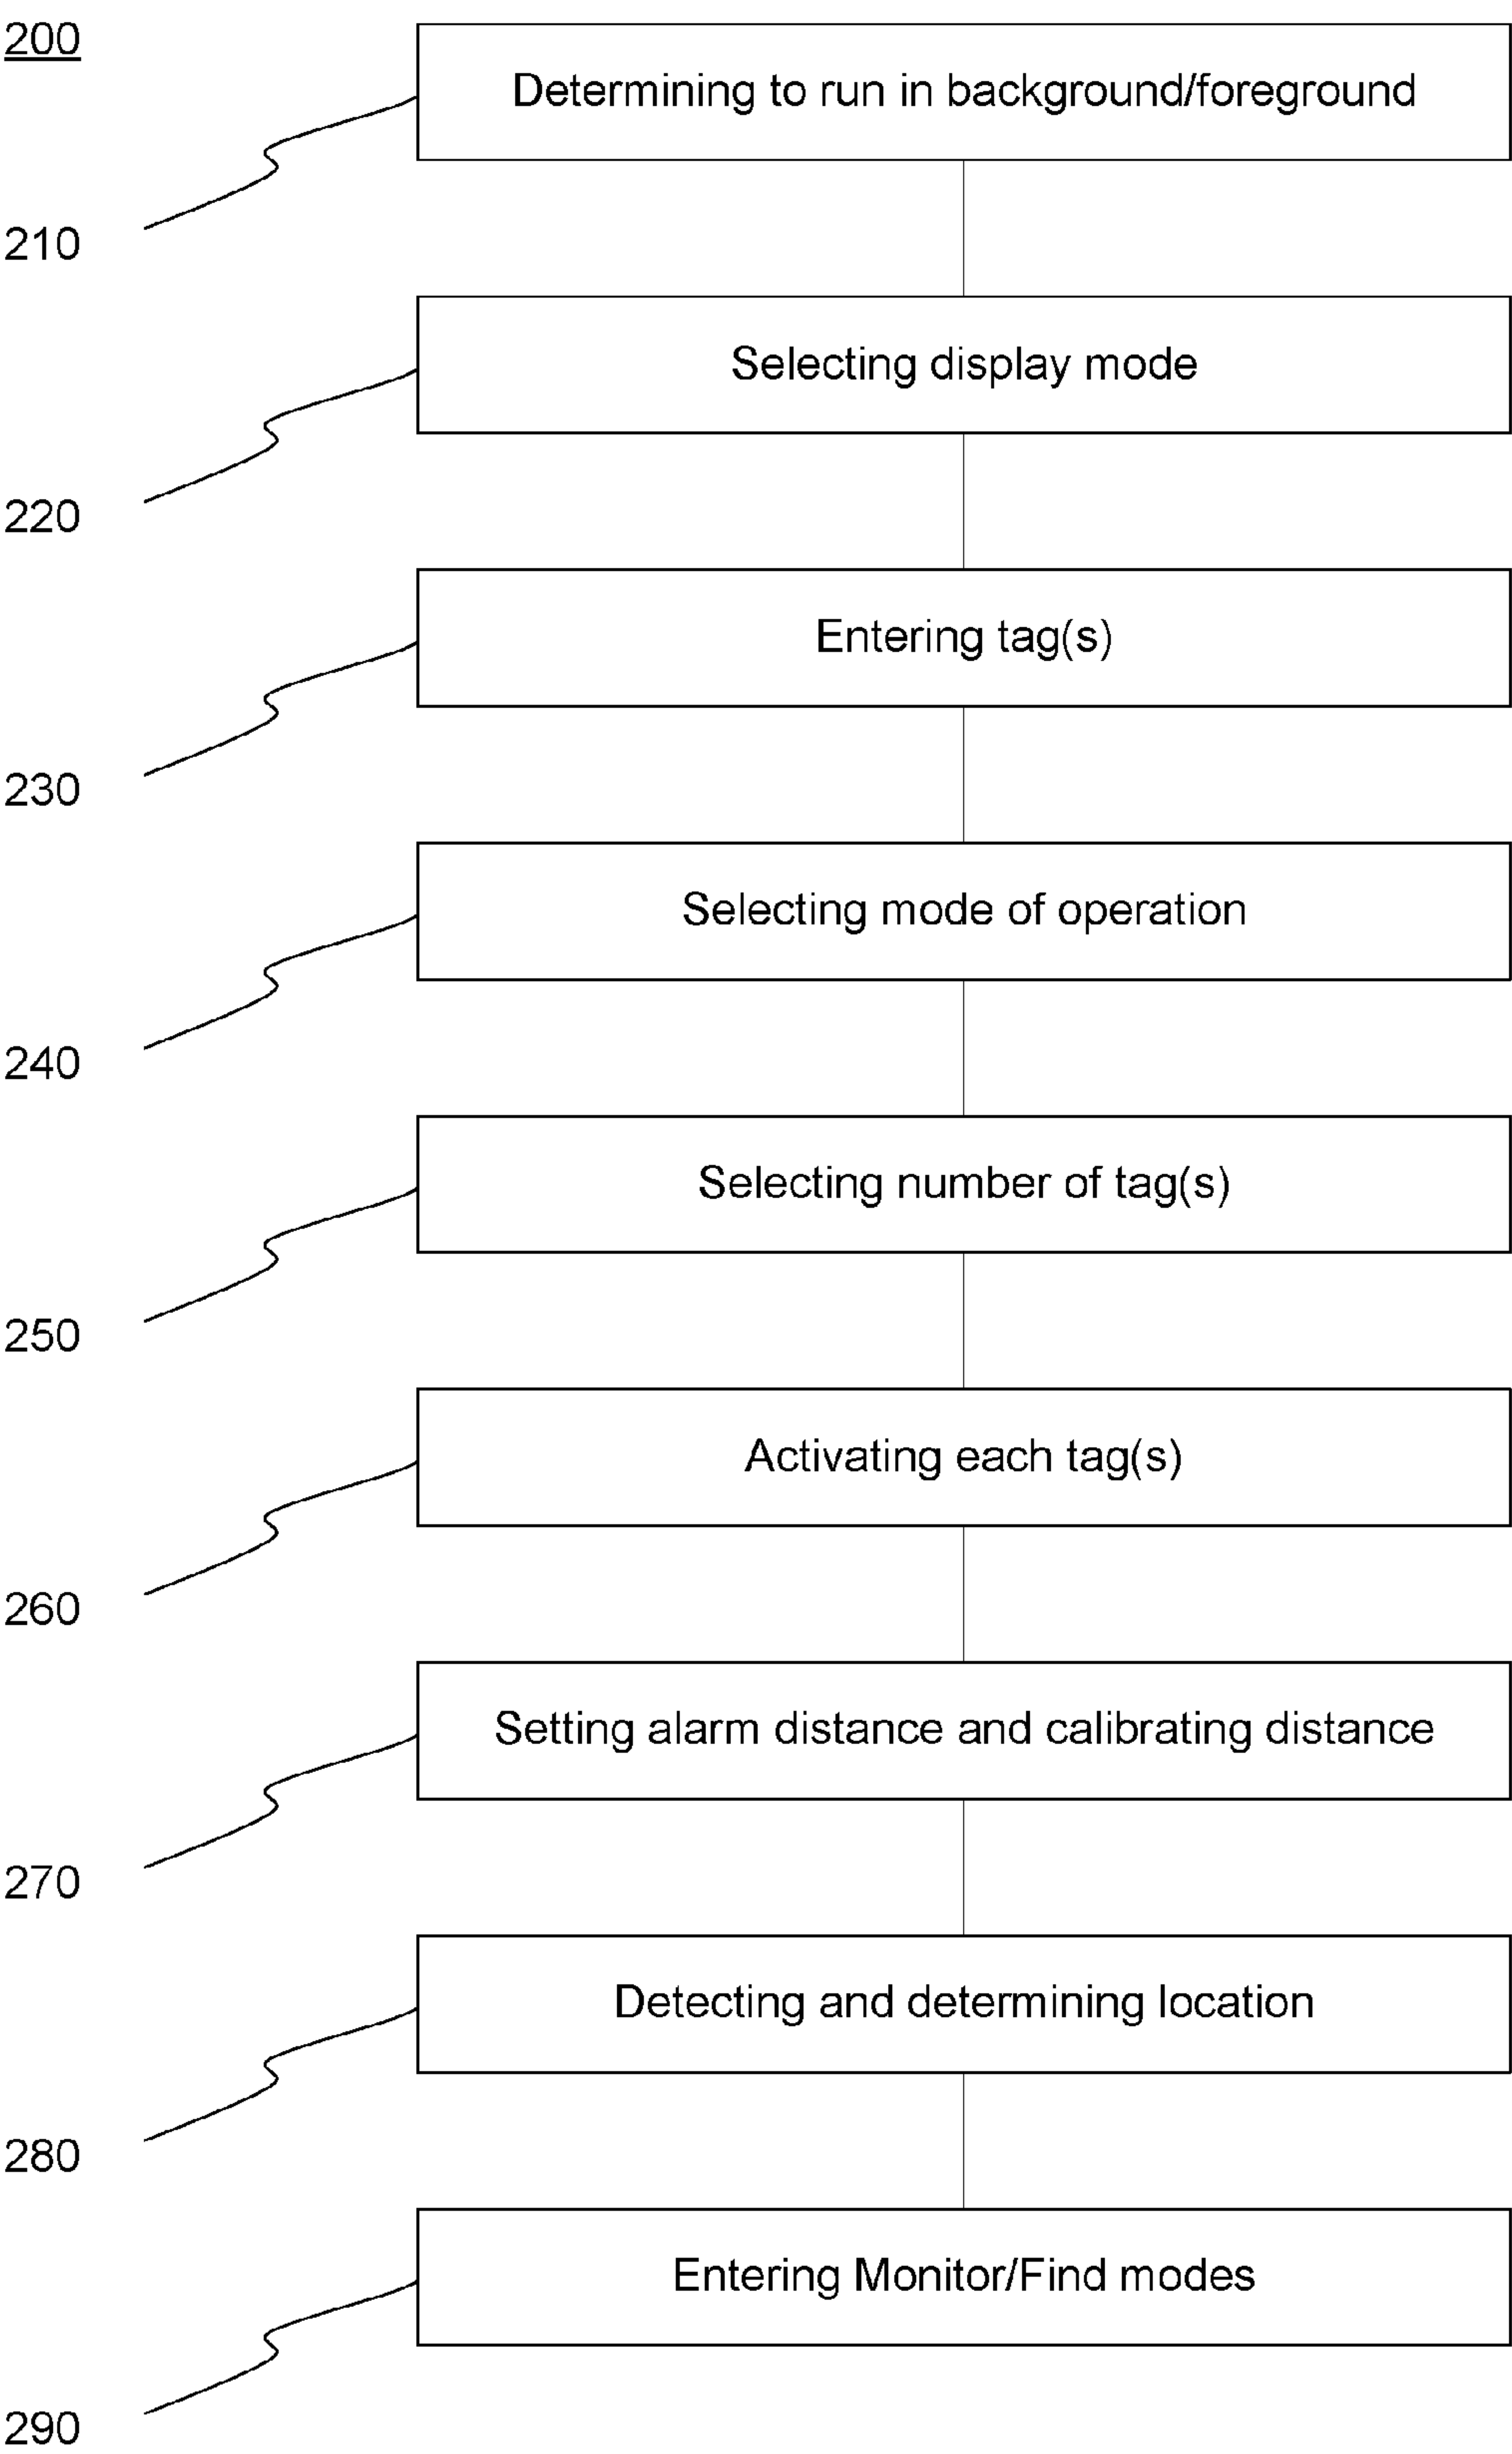 200
Determining to run in background/foreground
210
Selecting display mode
220
Entering tag(s)
230
Selecting mode of operation
240
Selecting number of tag(s)
250
Activating each tag(s)
260
Setting alarm distance and calibrating distance
270
Detecting and determining location
280
Entering Monitor/Find modes
290